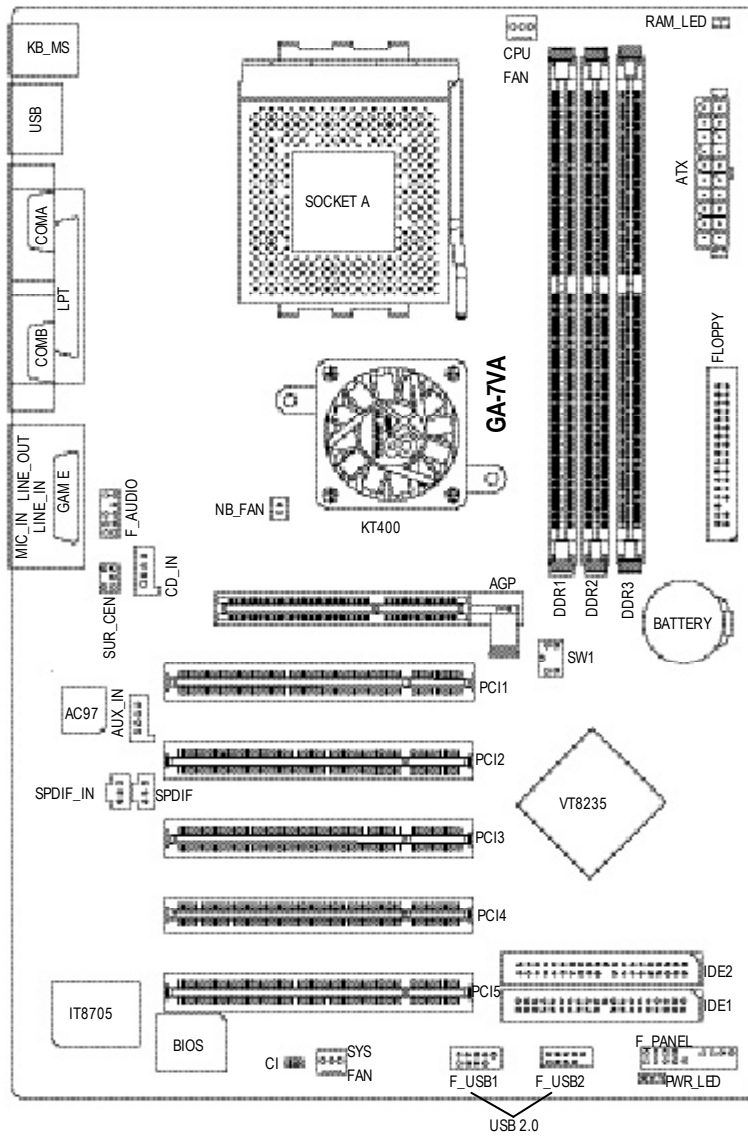 KB_MS
CPU
FAN
RAM_LED
USB
ATX
SOCKET A
COMA
LPT
COMB
FLOPPY
GA-7VA
MIC_IN
LINE_OUT
LINE_IN
GAM E
F_AUDIO
NB_FAN
KT400
CD_IN
SUR_CEN
AGP
DDR1
DDR2
DDR3
BATTERY
SW1
PCI1
AC97
AUX_IN
PCI2
SPDIF_IN
SPDIF
VT8235
PCI3
PCI4
IDE2
PCI5
IDE1
IT8705
BIOS
CI
SYS
FAN
F_USB1
F_USB2
F_PANEL
PWR_LED
USB 2.0